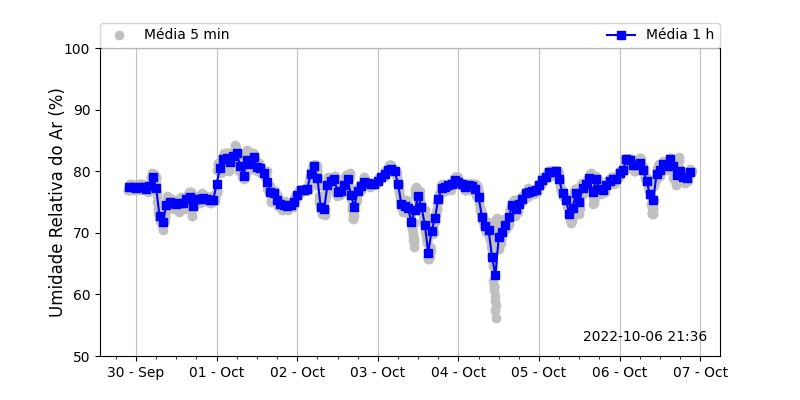 Média 5 min
Média 1 h
Umidade Relativa do Ar (%)
100
90
80
70
60
50
2022-10-06 21:36
30 - Sep
01 - Oct
02 - Oct
03 - Oct
04 - Oct
05 - Oct
06 - Oct
07 - Oct